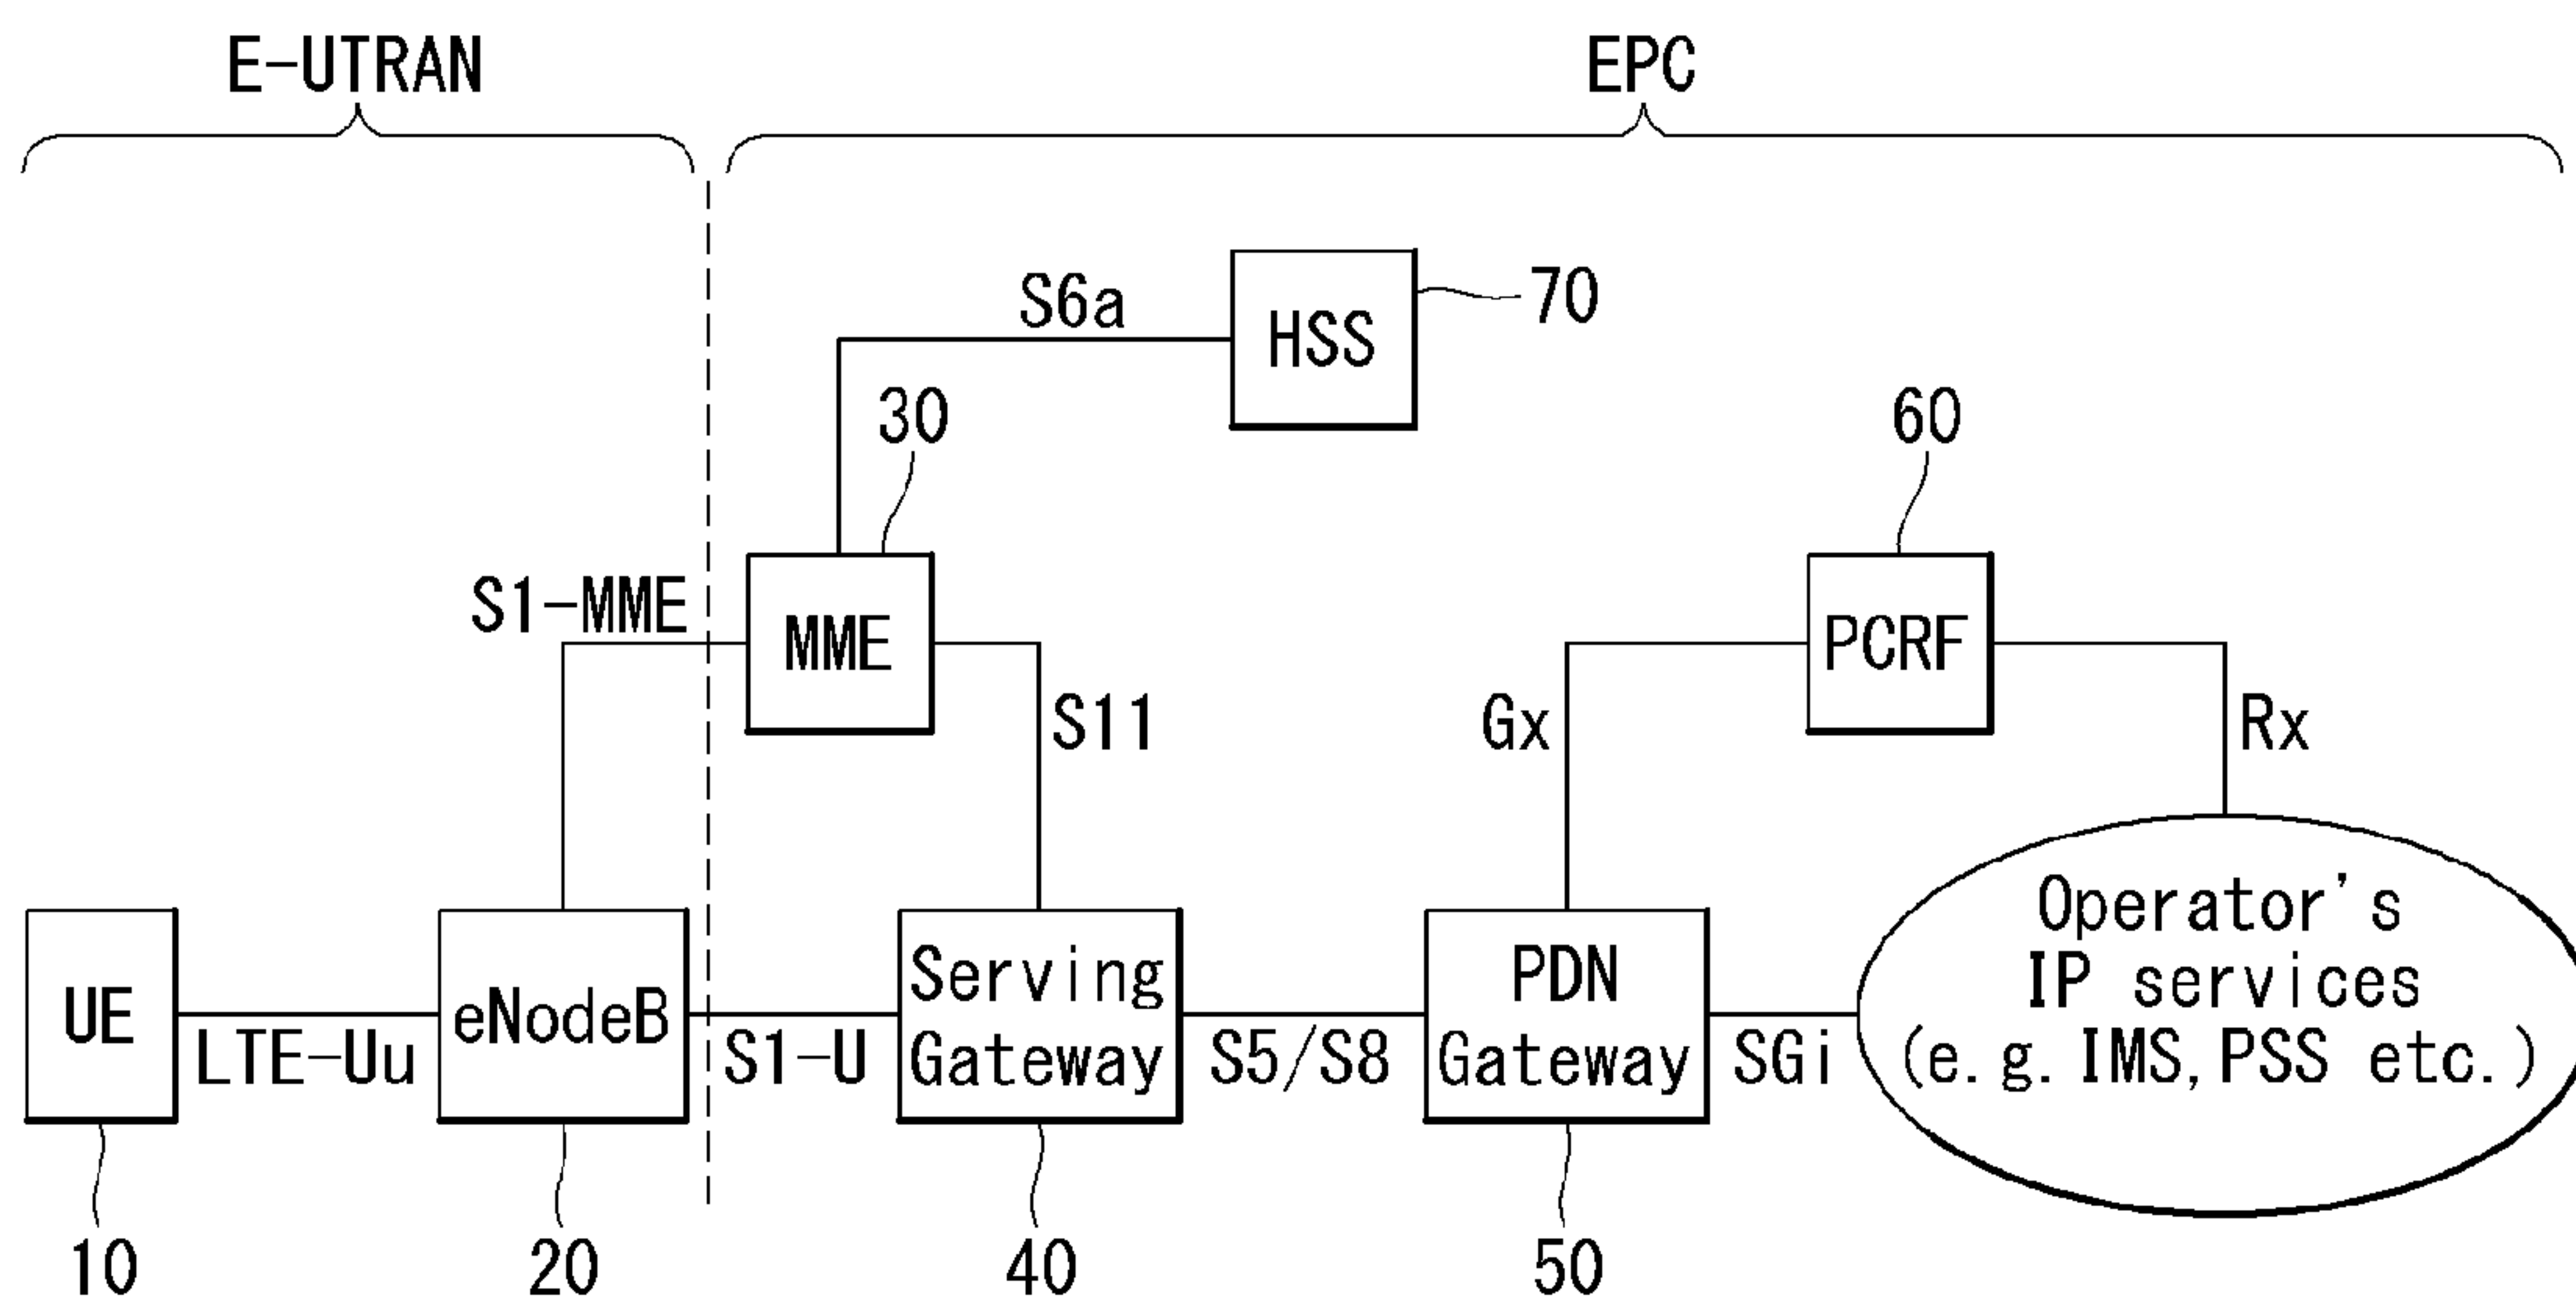 E-UTRAN
EPC
S6a
HSS
70
30
60
S1-MME
MME
PCRF
S11
Gx
Rx
UE
LTE-Uu
eNodeB
S1-U
Serving
Gateway
S5/S8
PDN
Gateway
SGi
Operator's
IP services
(e.g. IMS, PSS etc.)
10
20
40
50